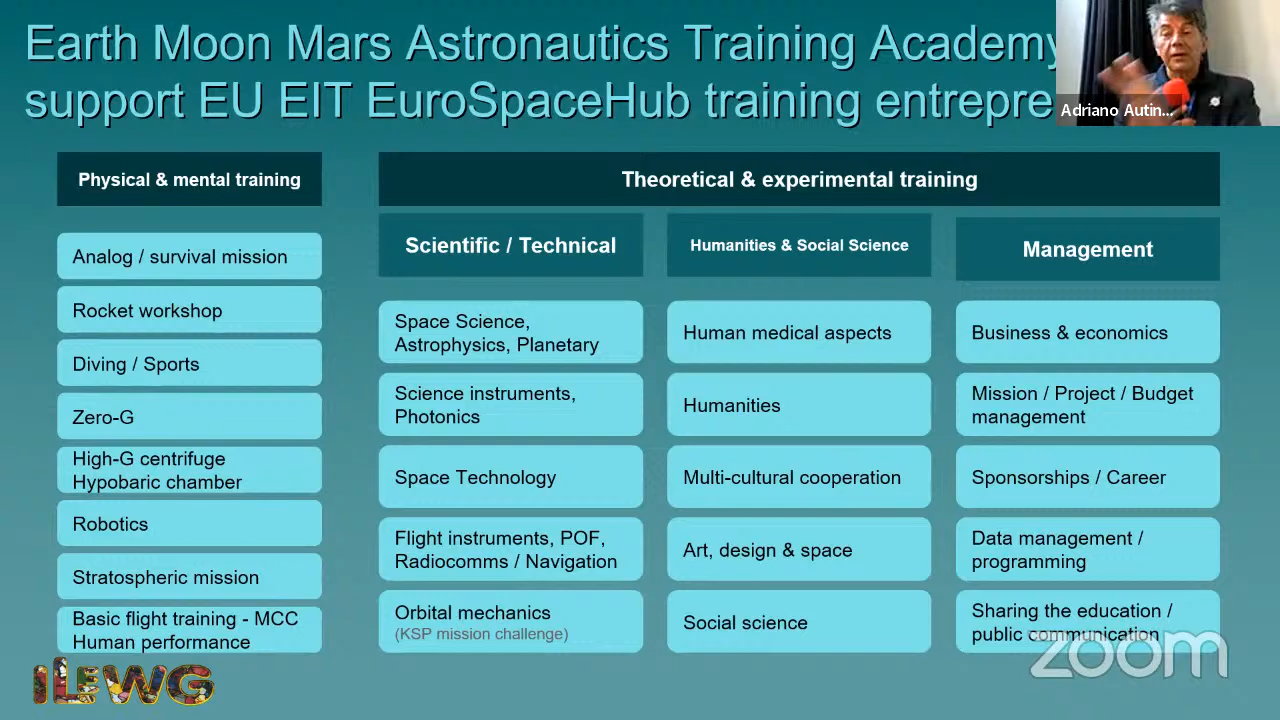 Earth Moon Mars Astronautics Training Academy
support EU EIT EuroSpaceHub training entrepre
Adriano Autin...
Physical & mental training
Theoretical & experimental training
Scientific / Technical
Humanities & Social Science
Management
Analog / survival mission
Rocket workshop
Diving / Sports
Zero-G
High-G centrifuge
Hypobaric chamber
Robotics
Stratospheric mission
Basic flight training - MCC
Human performance
Space Science,
Astrophysics, Planetary
Science instruments,
Photonics
Space Technology
Flight instruments, POF,
Radiocomms / Navigation
Orbital mechanics
(KSP mission challenge)
Human medical aspects
Humanities
Multi-cultural cooperation
Art, design & space
Social science
Business & economics
Mission / Project / Budget
management
Sponsorships / Career
Data management /
programming
Sharing the education /
public communication
ILEWG
zoom